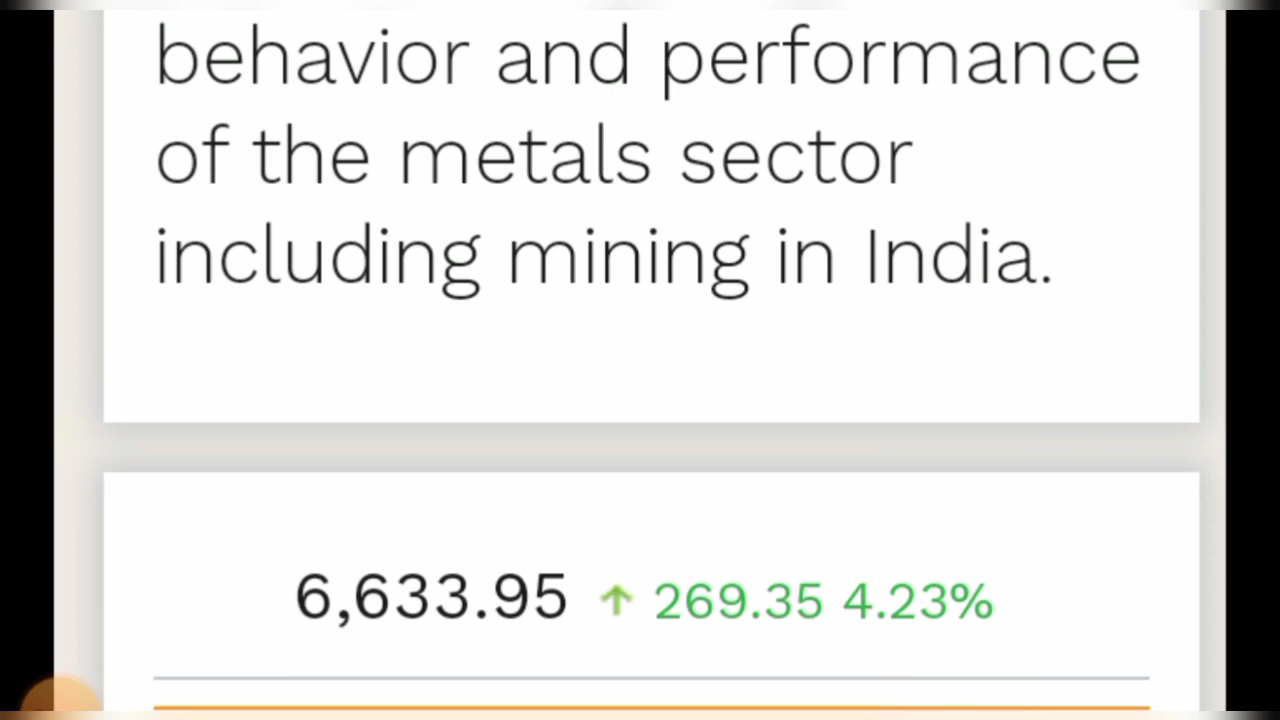 behavior and performance
of the metals sector
including mining in India.
6,633.95 ↑ 269.35 4.23%